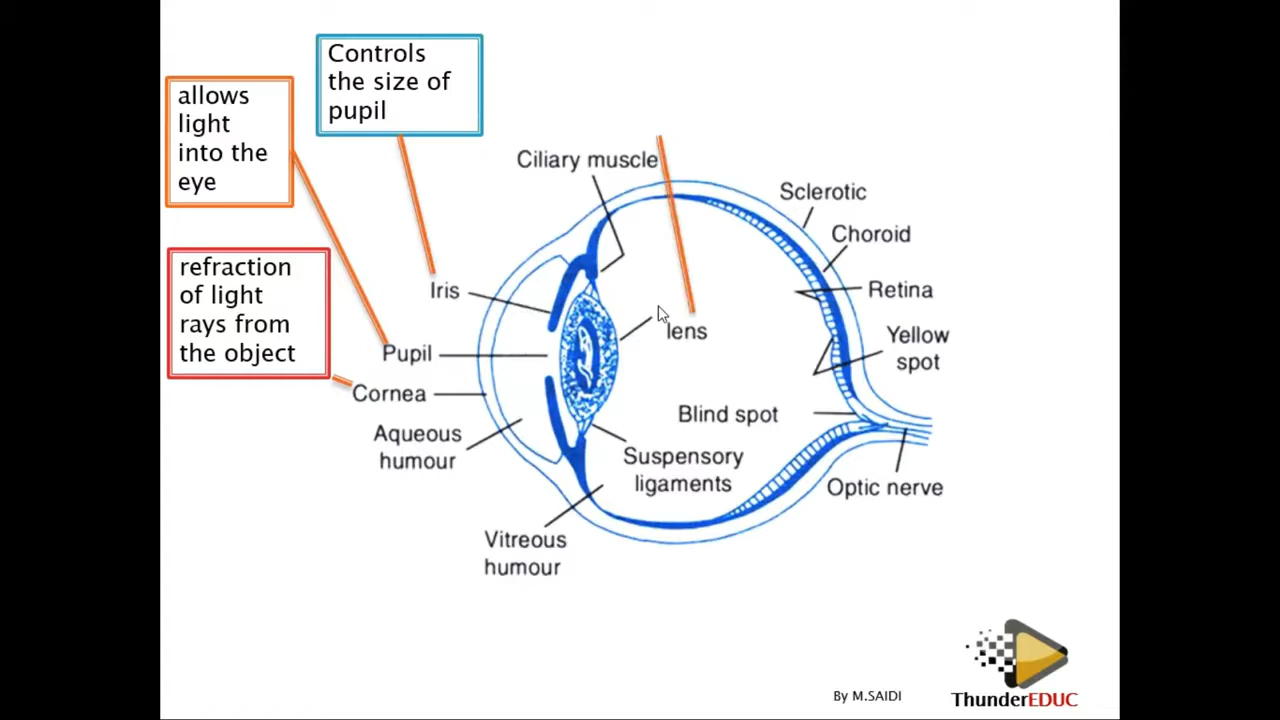 Controls
the size of
pupil
allows
light
into the
eye
refraction
of light
rays from
the object
Ciliary muscle
Sclerotic
Choroid
Retina
Yellow
spot
Iris
lens
Pupil
Cornea
Blind spot
Aqueous
humour
Suspensory
ligaments
Optic nerve
Vitreous
humour
By M.SAIDI
ThunderEDUC